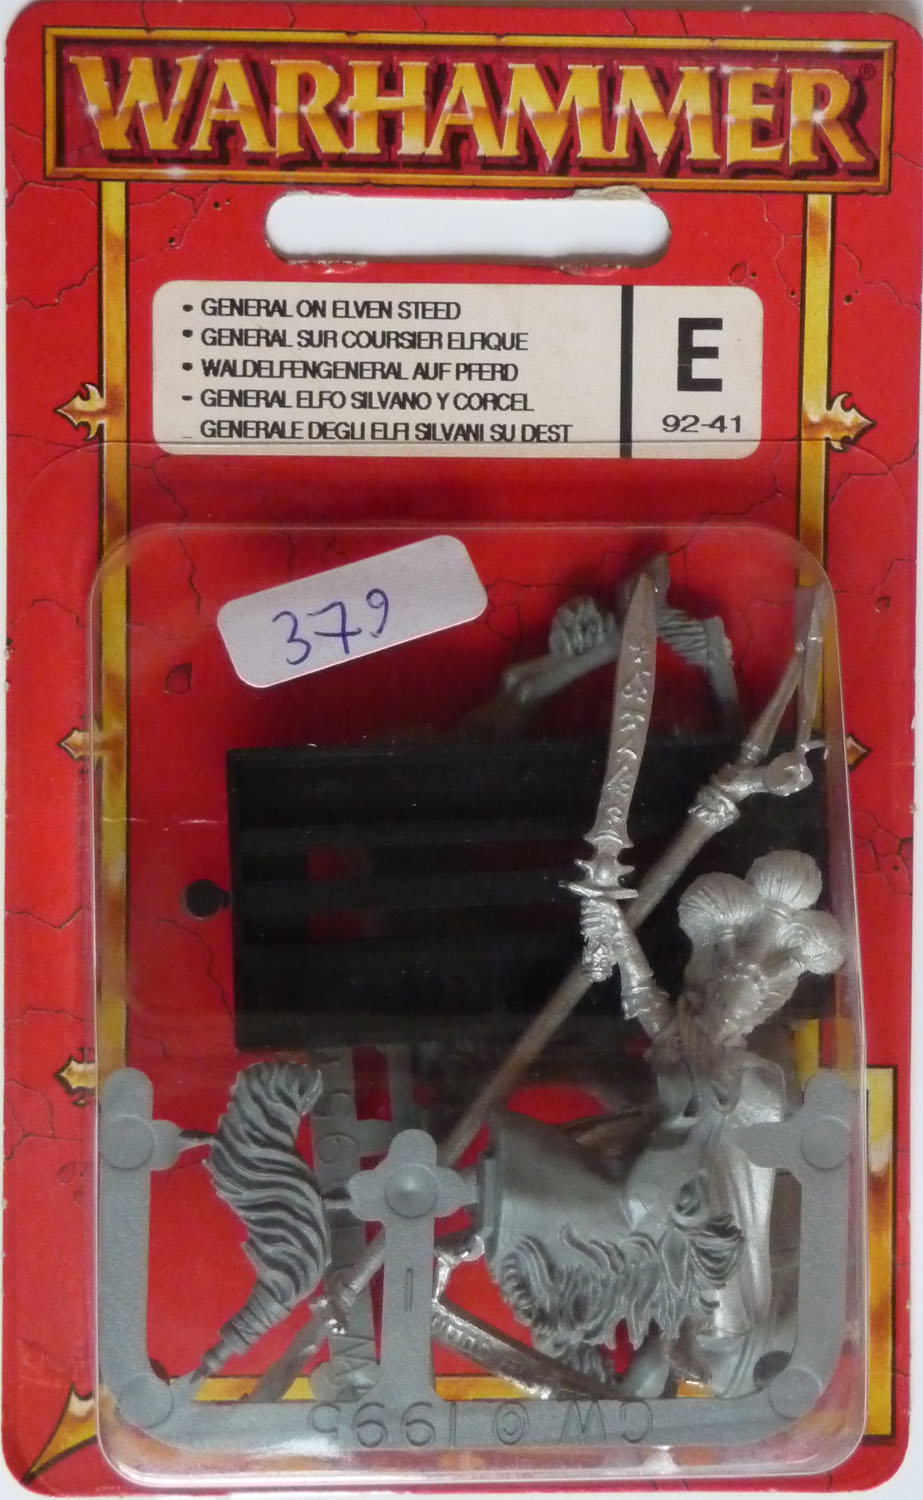 WARHAMMER®
• GENERAL ON ELVEN STEED
• GENERAL SUR COURSIER ELFIQUE
• WALDELFENGENERAL AUF PFERD
- GENERAL ELFO SILVANO Y CORCEL
_ GENERALE DEGLI ELFI SILVANI SU DEST
E
92-41
379
GW © 1995